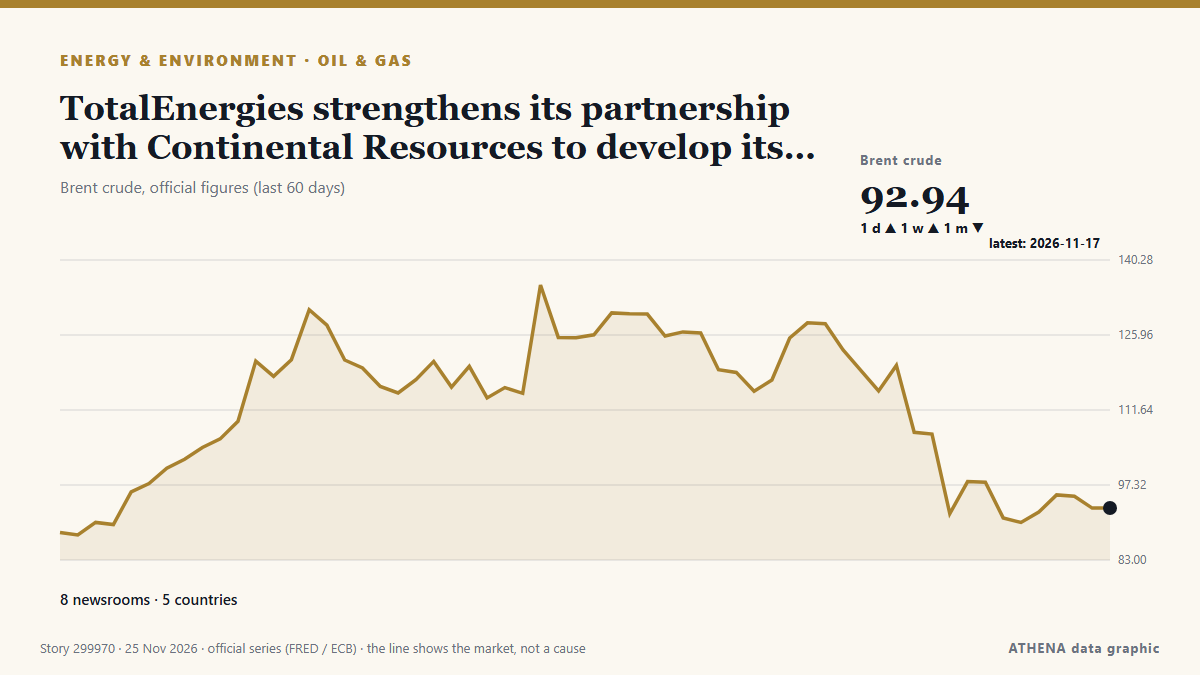 ENERGY & ENVIRONMENT · OIL & GAS
TotalEnergies strengthens its partnership
with Continental Resources to develop its...
Brent crude, official figures (last 60 days)
Brent crude
92.94
1 d ▲ 1 w ▲ 1 m ▼
latest: 2026-11-17
140.28
125.96
111.64
97.32
83.00
8 newsrooms · 5 countries
Story 299970 · 25 Nov 2026 · official series (FRED / ECB) · the line shows the market, not a cause
ATHENA data graphic